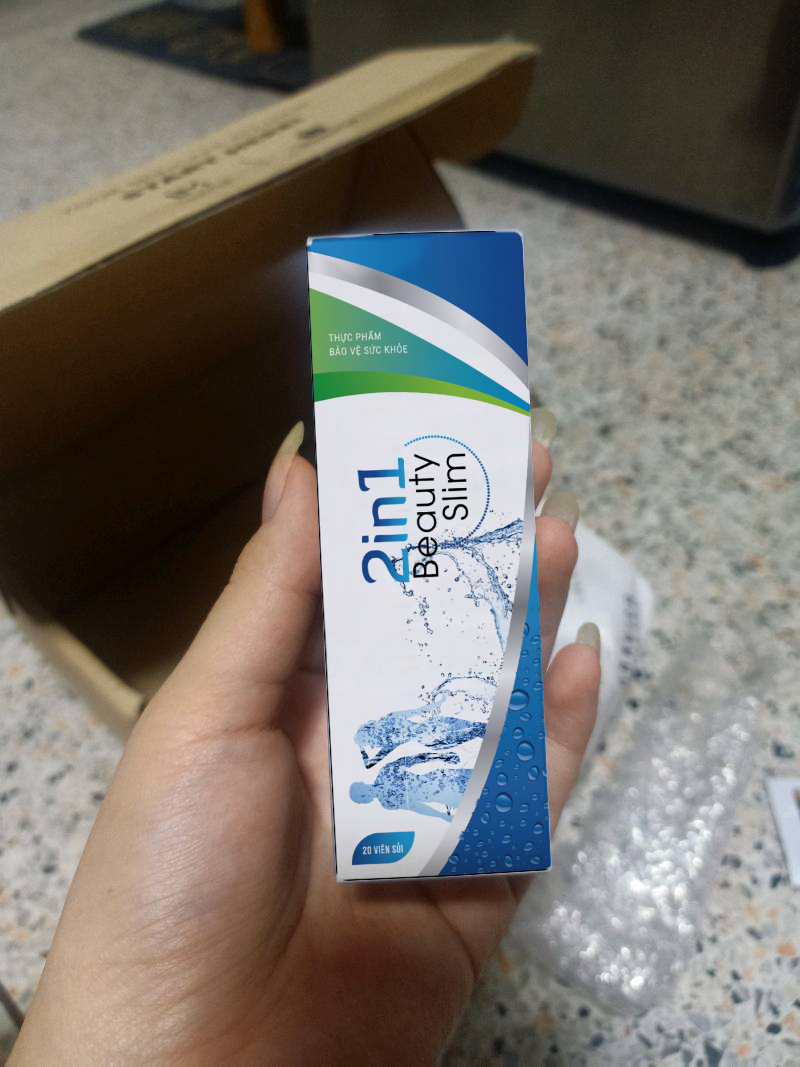 THỰC PHẨM
BẢO VỆ SỨC KHỎE
2in1
Beauty
Slim
20 VIÊN SỦI